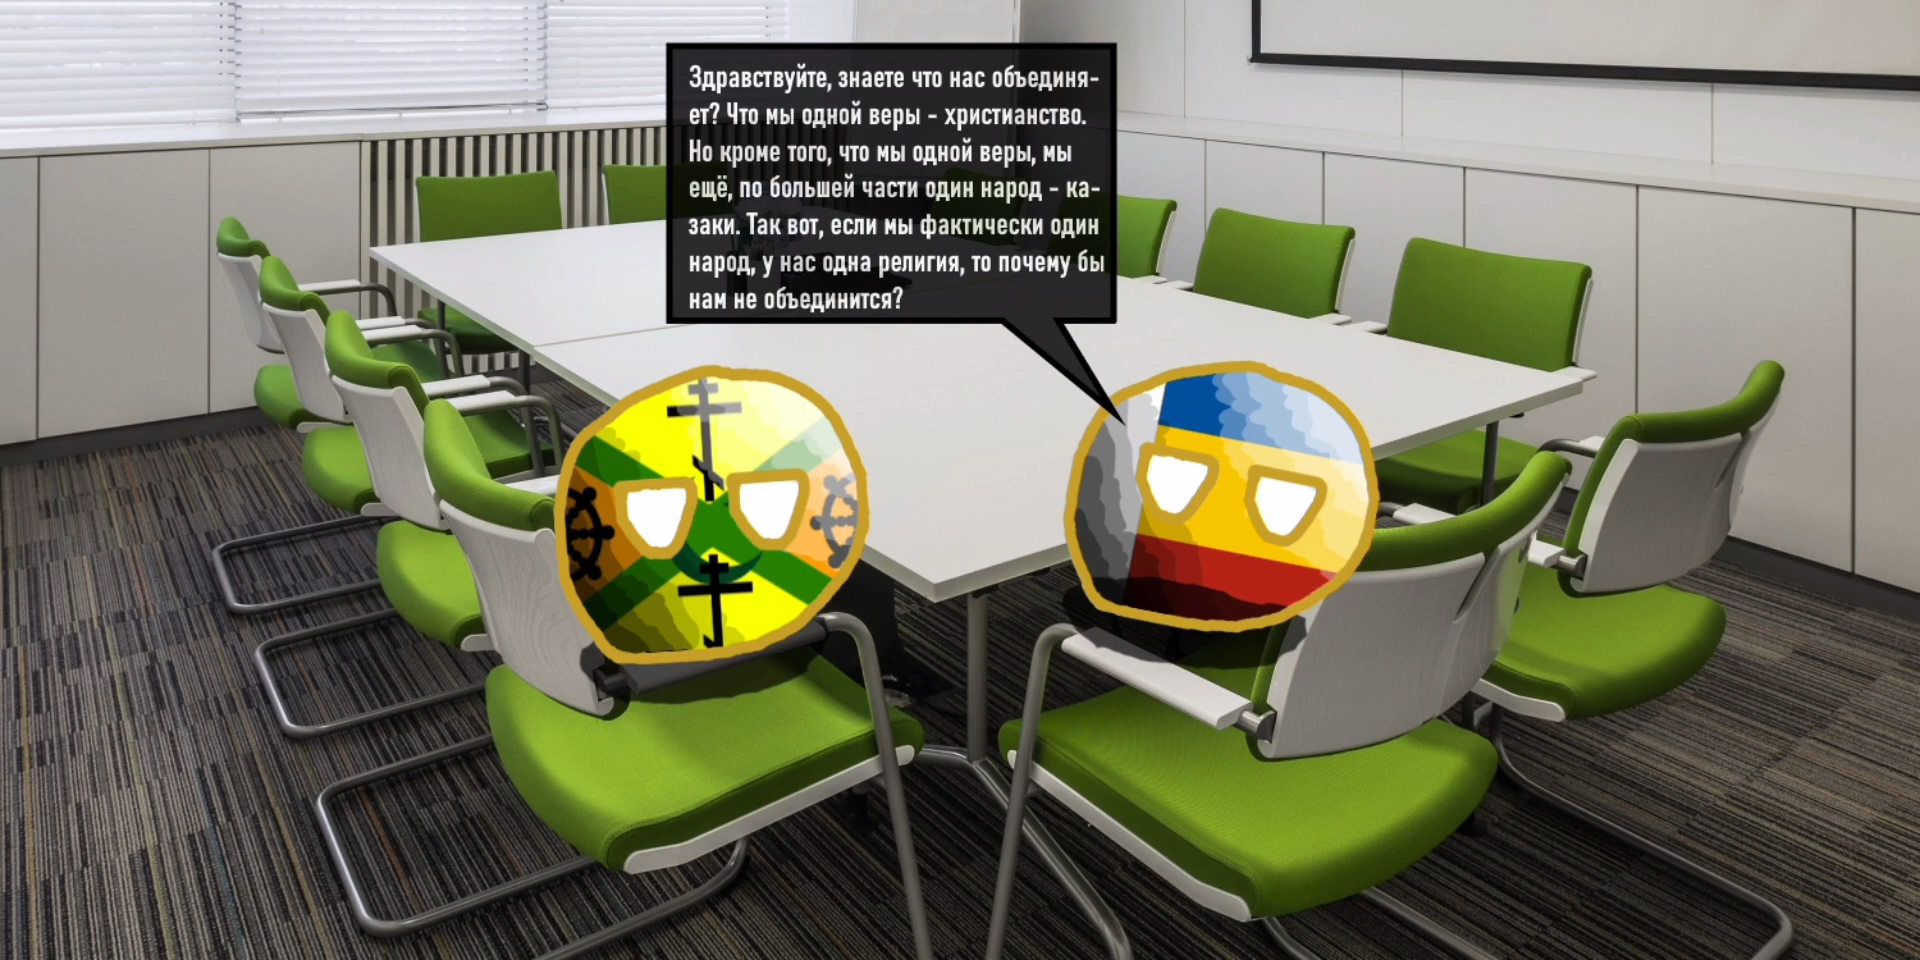 Здравствуйте, знаете что нас объединя-
ет? Что мы одной веры - христианство.
Но кроме того, что мы одной веры, мы
ещё, по большей части один народ - ка-
заки. Так вот, если мы фактически один
народ, у нас одна религия, то почему бы
нам не объединится?